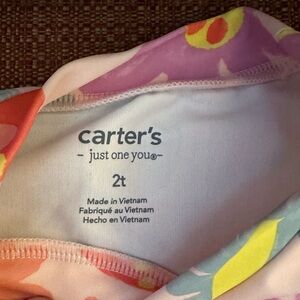 carter's
- just one you®-
2t
Made in Vietnam
Fabriqué au Vietnam
Hecho en Vietnam